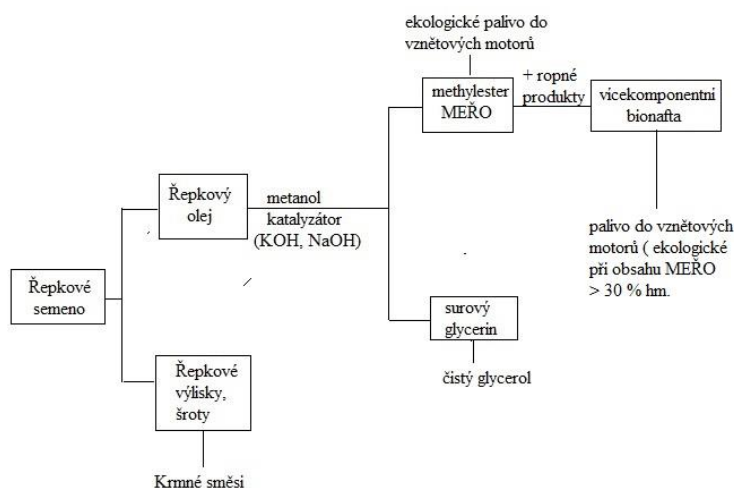 ekologické palivo do
vznětových motorů
methylester
MEŘO
+ ropné
produkty
vícekomponentni
bionafta
Řepkový
olej
metanol
katalyzátor
(KOH, NaOH)
palivo do vznětových
motorů ( ekologické
při obsahu MEŘO
> 30 % hm.
Řepkové
semeno
surový
glycerin
čistý glycerol
Řepkové
výlisky,
šroty
Krmné směsi